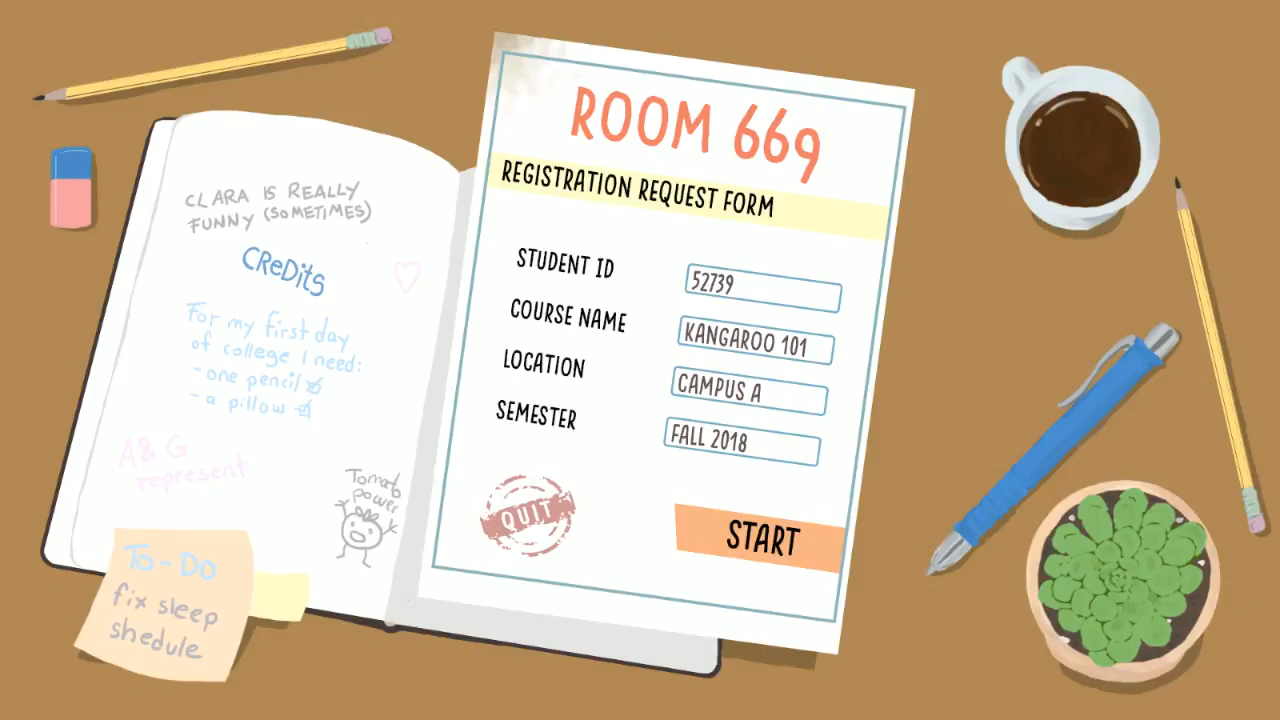 CLARA IS REALLY
FUNNY (SOMETIMES)
CReDits
For my first day
of college I need:
- one pencil
- a pillow
A & G
represent
Tomato
power
To-Do
fix sleep
shedule
ROOM 669
REGISTRATION REQUEST FORM
STUDENT ID 52739
COURSE NAME KANGAROO 101
LOCATION CAMPUS A
SEMESTER FALL 2018
QUIT
START